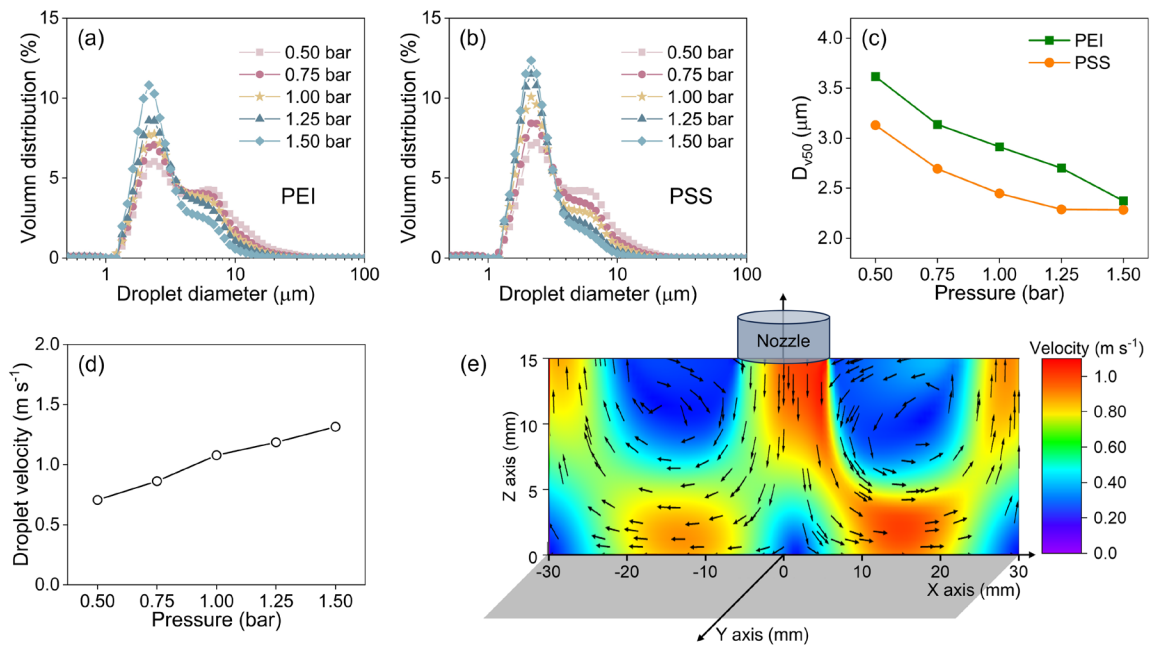 (a)
15
10
5
0
Volumn distribution (%)
0.50 bar
0.75 bar
1.00 bar
1.25 bar
1.50 bar
PEI
1
10
100
Droplet diameter (μm)
(b)
15
10
5
0
Volumn distribution (%)
0.50 bar
0.75 bar
1.00 bar
1.25 bar
1.50 bar
PSS
1
10
100
Droplet diameter (μm)
(c)
4.0
3.5
3.0
2.5
2.0
Dv50 (μm)
PEI
PSS
0.50
0.75
1.00
1.25
1.50
Pressure (bar)
(d)
2.0
1.5
1.0
0.5
0.0
Droplet velocity (m s-1)
0.50
0.75
1.00
1.25
1.50
Pressure (bar)
(e)
Nozzle
15
10
5
0
Z axis (mm)
-30
-20
-10
0
10
20
30
X axis (mm)
Y axis (mm)
Velocity (m s-1)
1.0
0.80
0.60
0.40
0.20
0.0